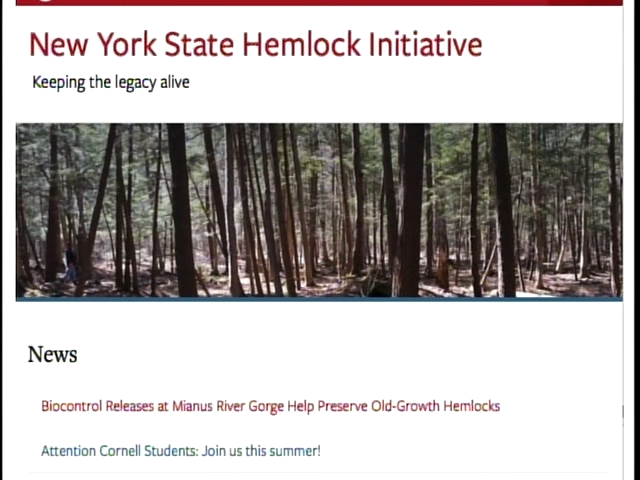 New York State Hemlock Initiative
Keeping the legacy alive
News
Biocontrol Releases at Mianus River Gorge Help Preserve Old-Growth Hemlocks
Attention Cornell Students: Join us this summer!